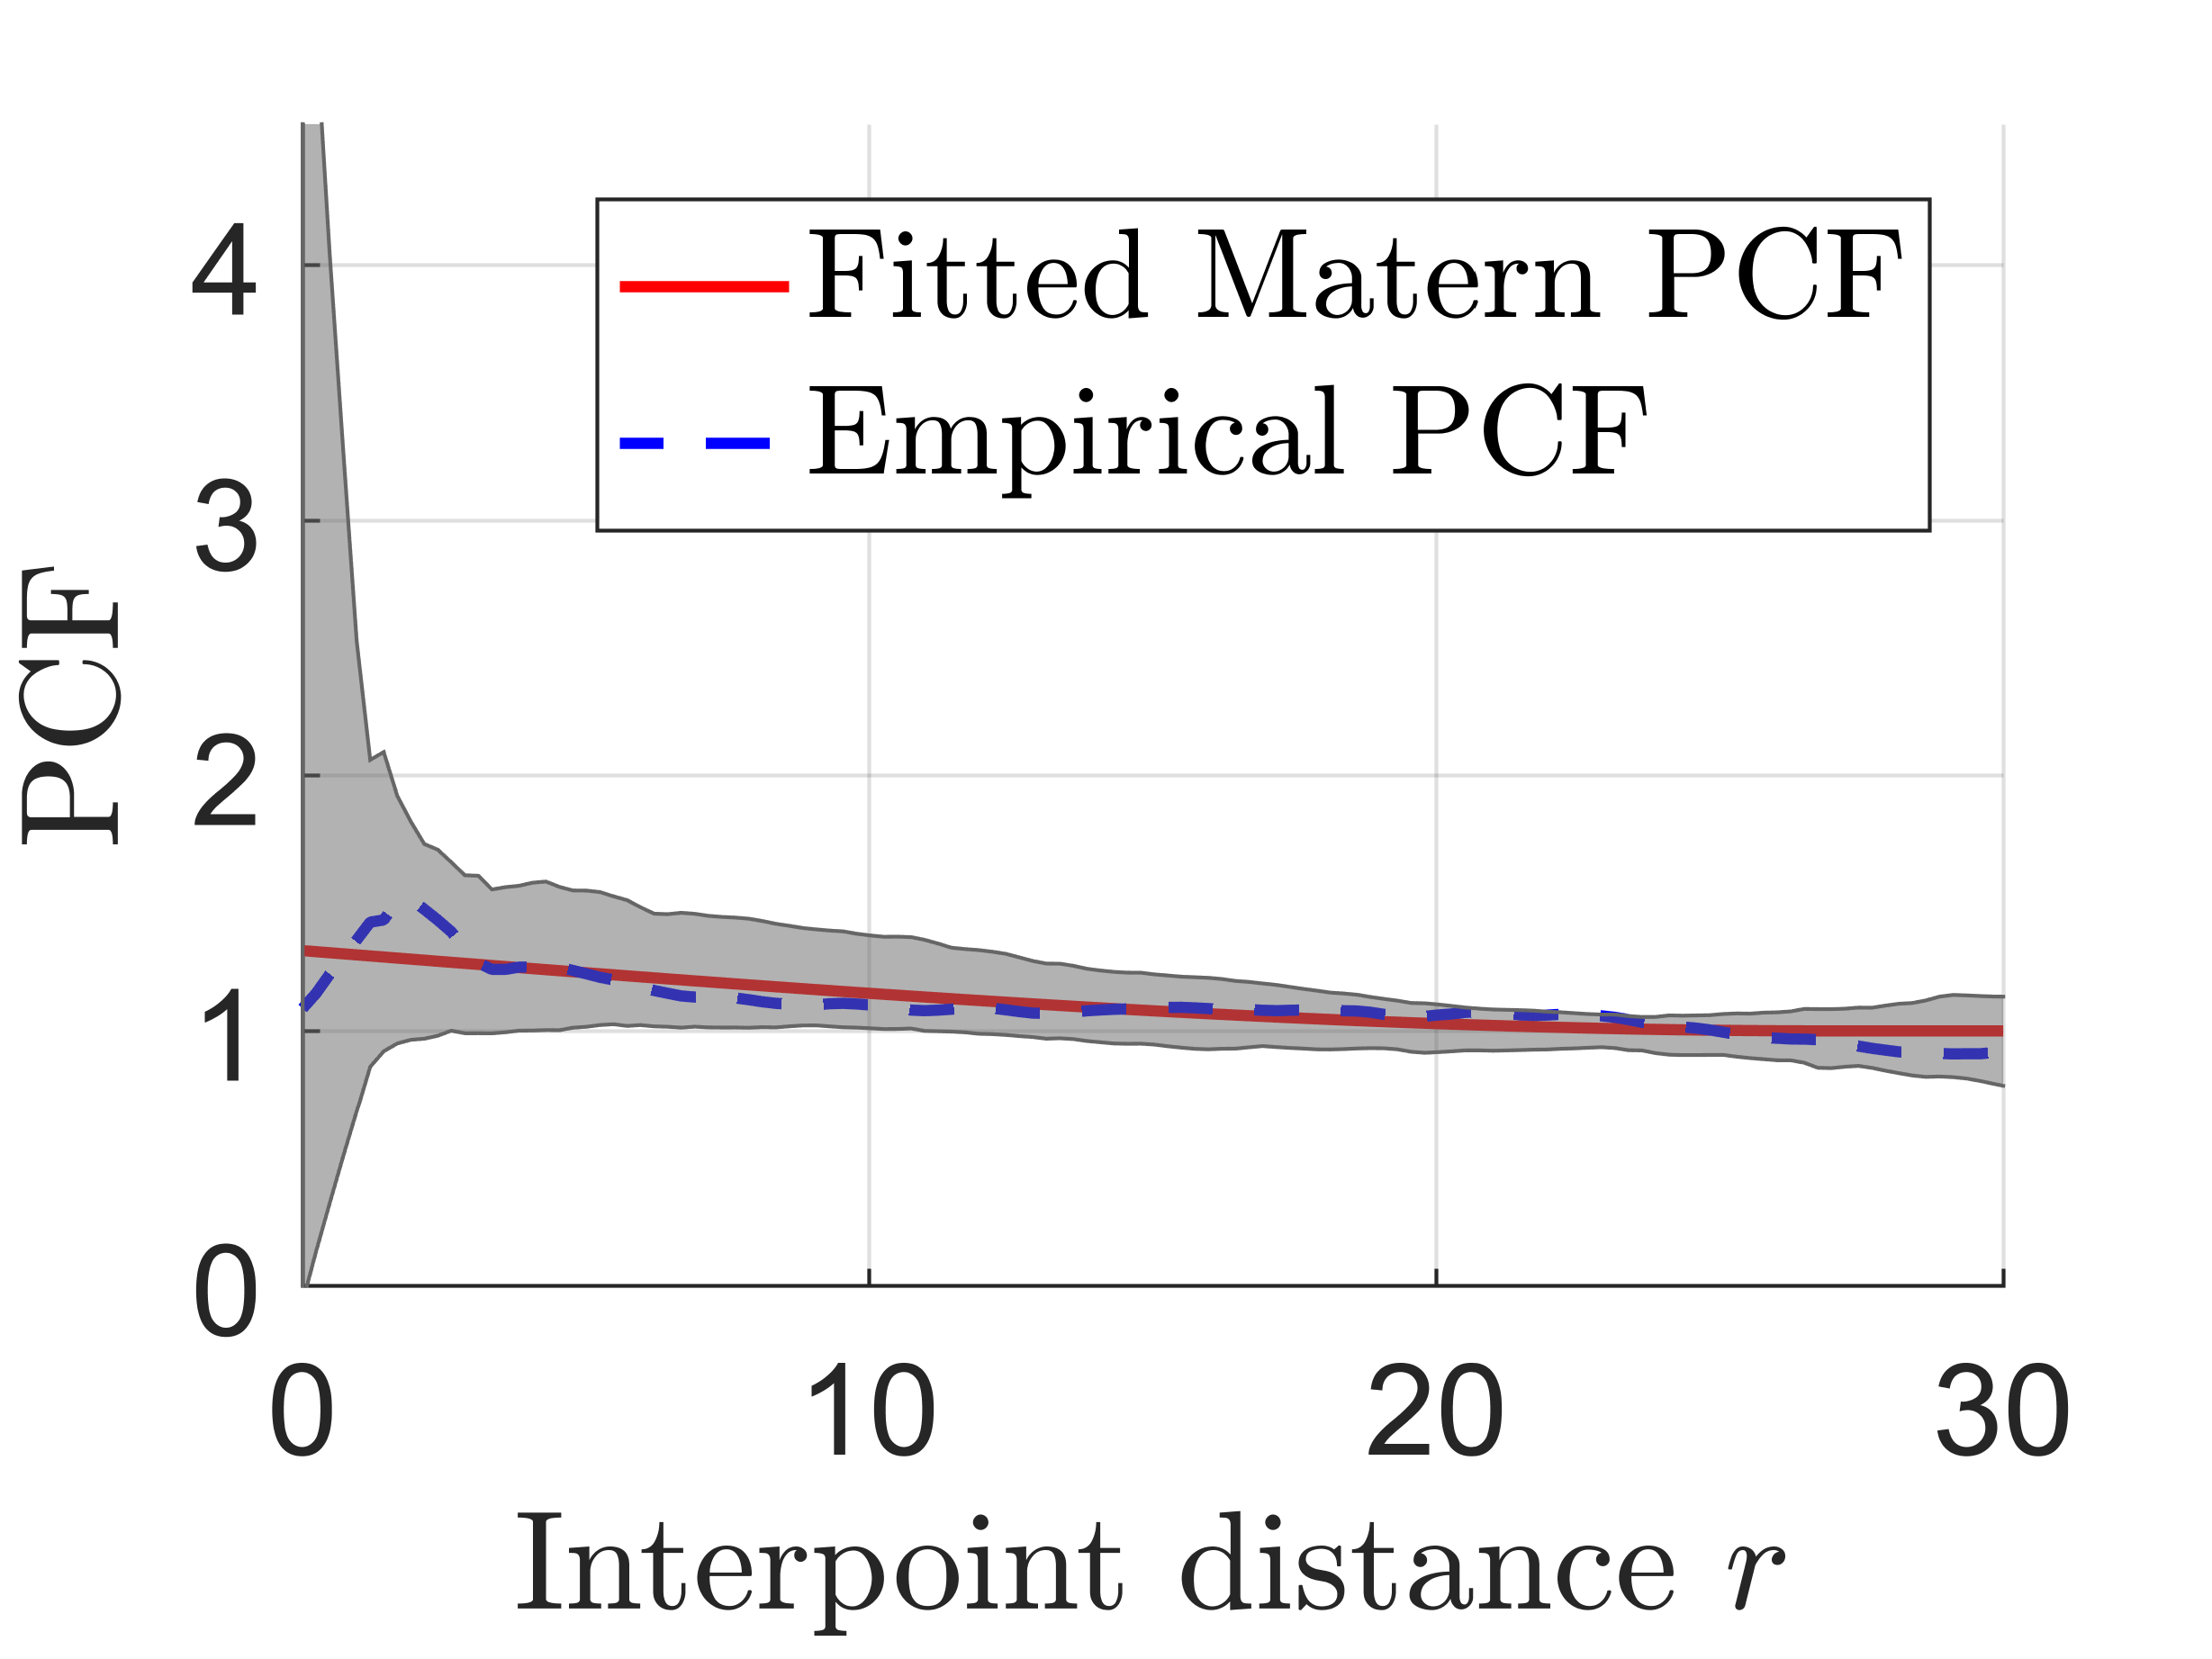 Fitted Matern PCF
Empirical PCF
PCF
4
3
2
1
0
0 10 20 30
Interpoint distance r